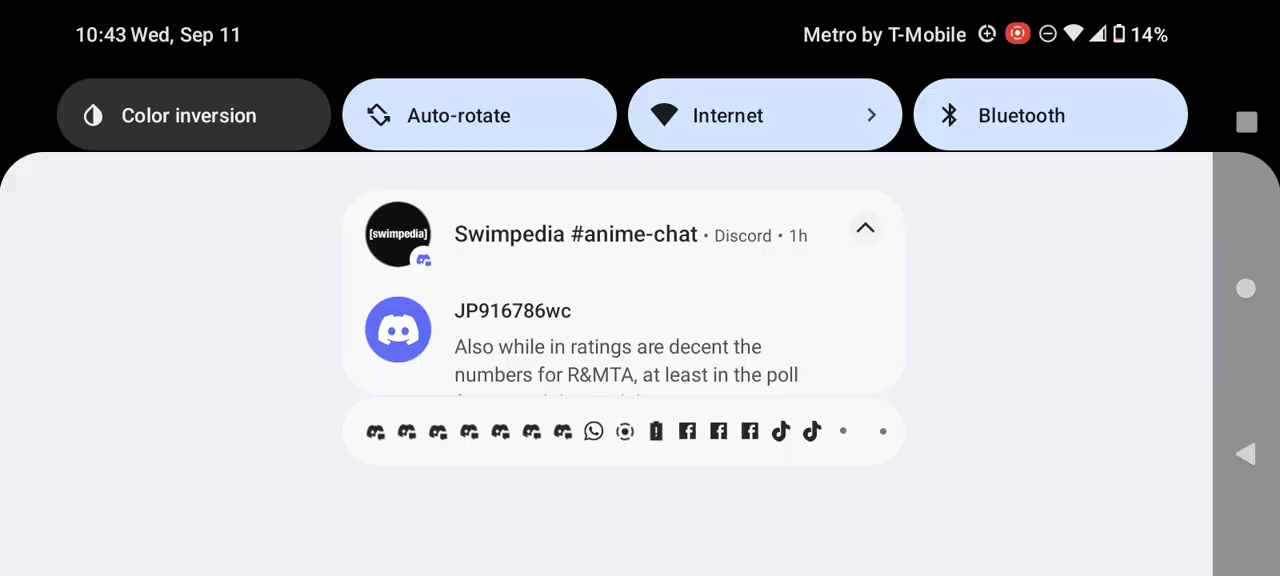 10:43 Wed, Sep 11
Metro by T-Mobile 14%
Color inversion
Auto-rotate
Internet
Bluetooth
[swimpedia]
Swimpedia #anime-chat • Discord • 1h
JP916786wc
Also while in ratings are decent the
numbers for R&MTA, at least in the poll